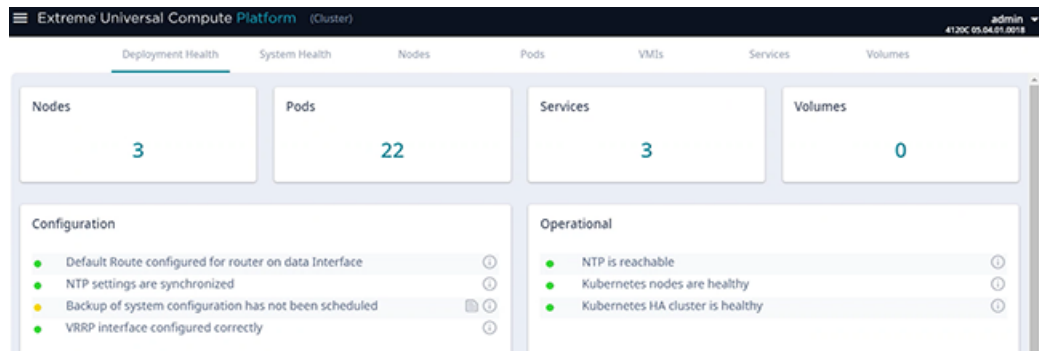 Extreme Universal Compute Platform (Cluster)
admin
4120C 05.04.01.0018
Deployment Health System Health Nodes Pods VMIs Services Volumes
Nodes Pods Services Volumes
3 22 3 0
Configuration Operational
Default Route configured for router on data Interface NTP is reachable
NTP settings are synchronized Kubernetes nodes are healthy
Backup of system configuration has not been scheduled Kubernetes HA cluster is healthy
VRRP interface configured correctly